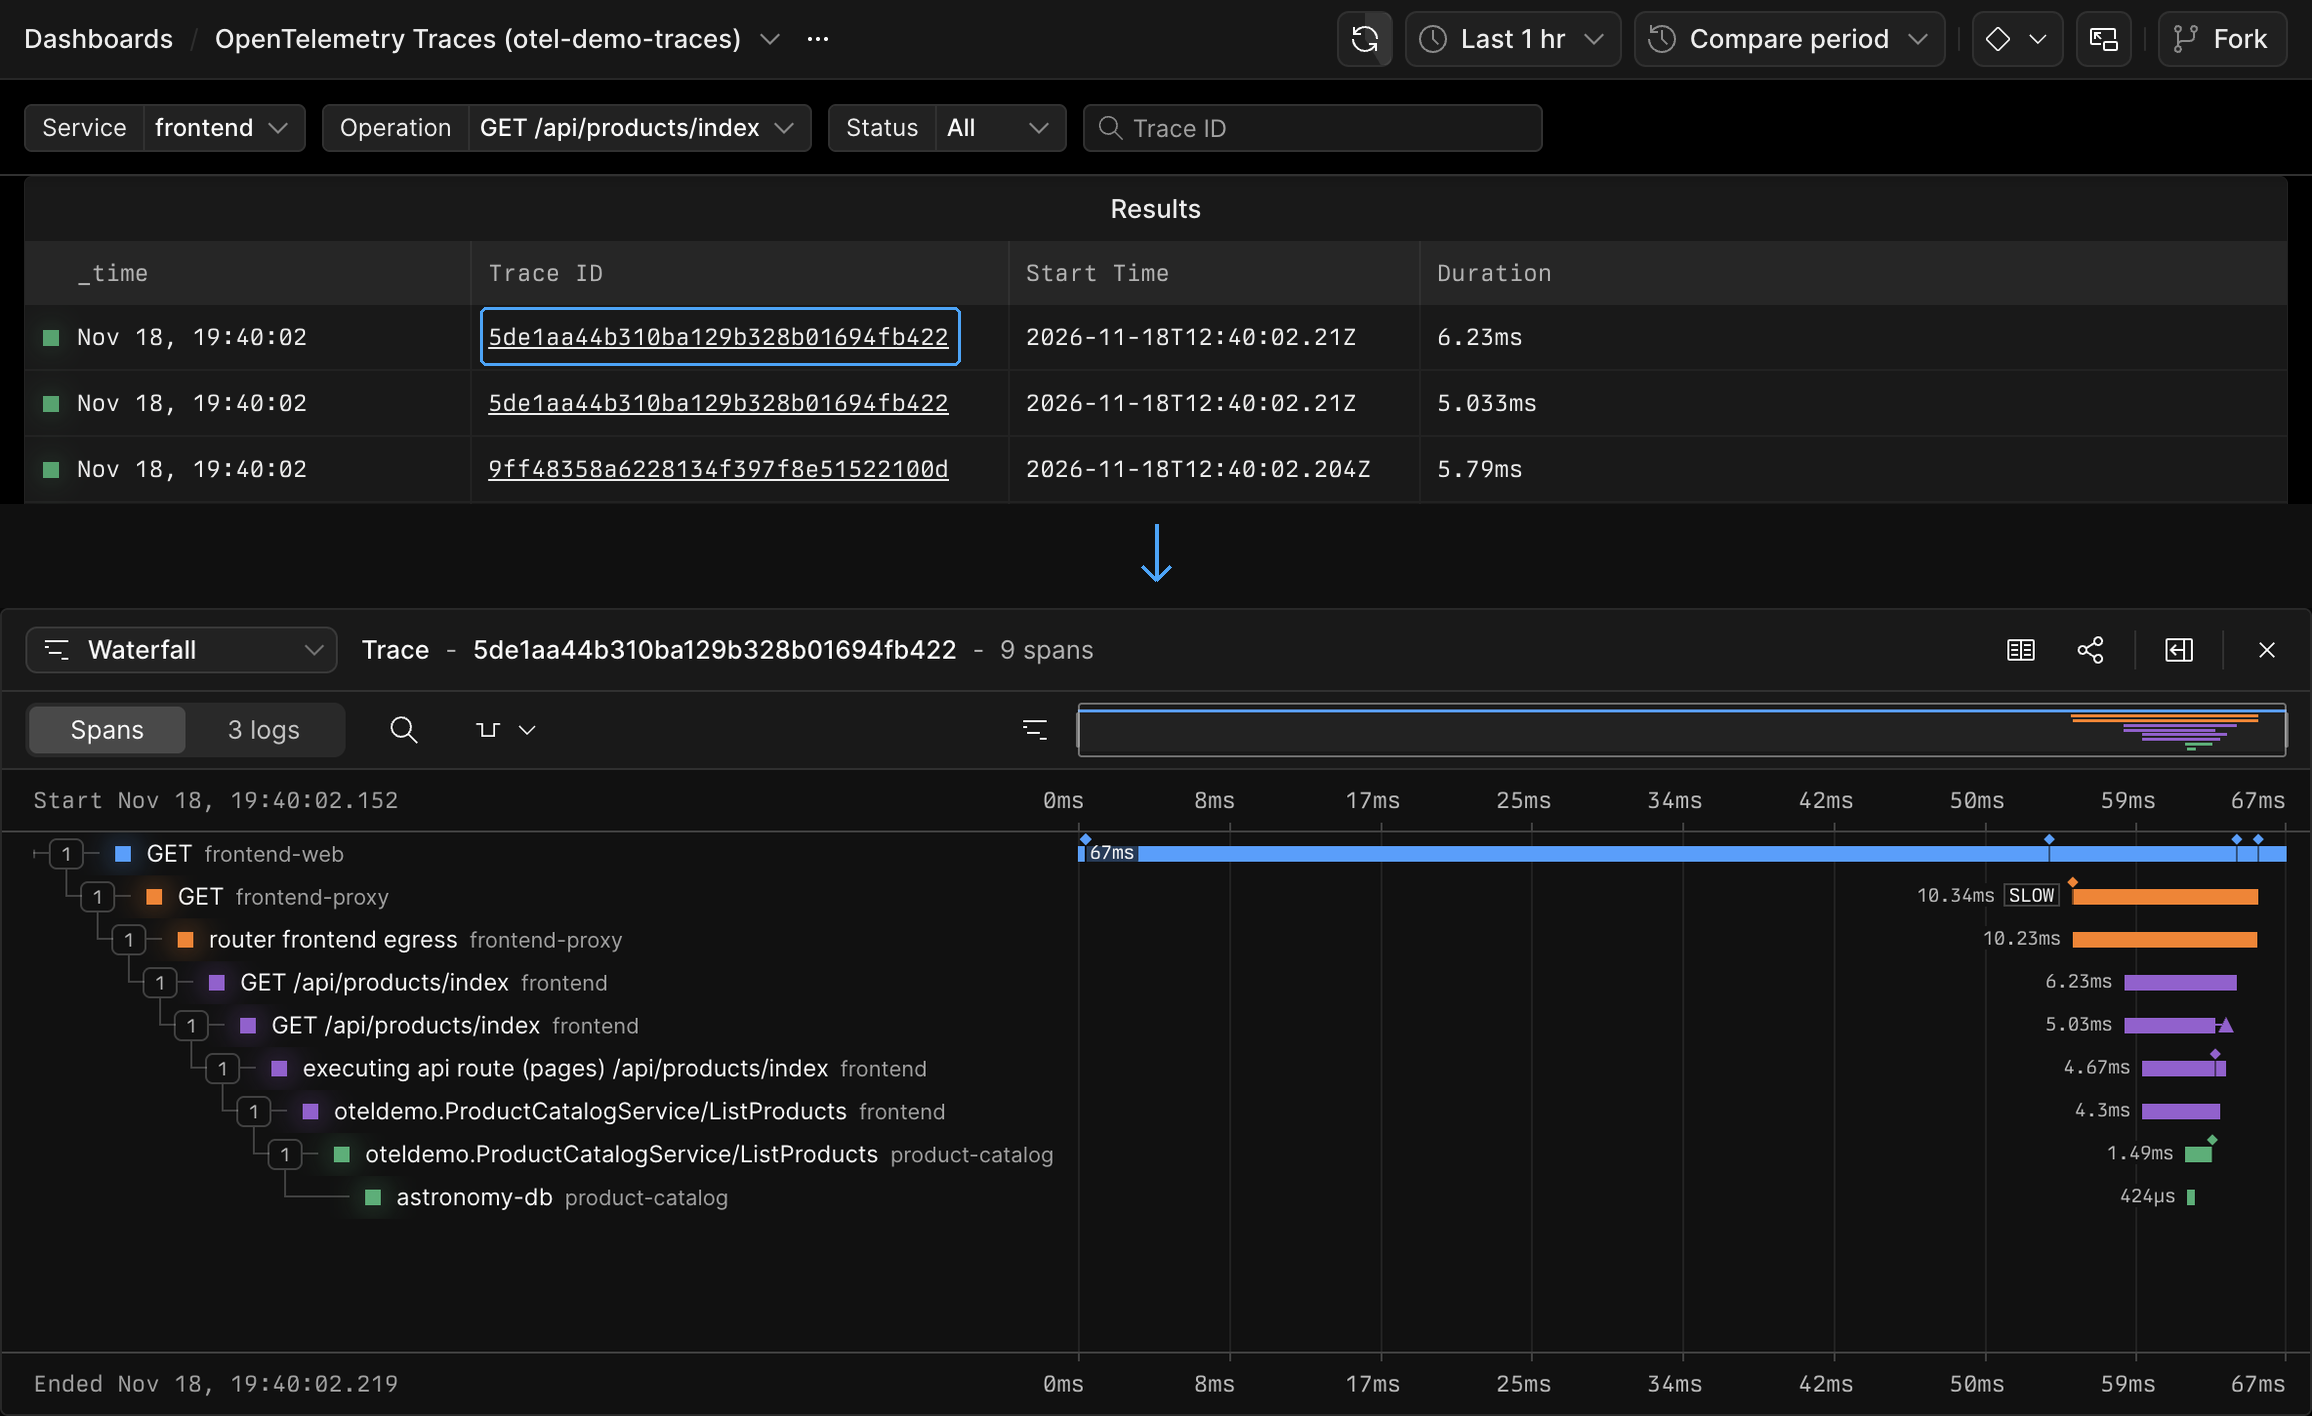 Dashboards / OpenTelemetry Traces (otel-demo-traces) ··· Last 1 hr Compare period Fork
Service frontend Operation GET /api/products/index Status All Trace ID
Results
_time Trace ID Start Time Duration
Nov 18, 19:40:02 5de1aa44b310ba129b328b01694fb422 2026-11-18T12:40:02.21Z 6.23ms
Nov 18, 19:40:02 5de1aa44b310ba129b328b01694fb422 2026-11-18T12:40:02.21Z 5.033ms
Nov 18, 19:40:02 9ff48358a6228134f397f8e51522100d 2026-11-18T12:40:02.204Z 5.79ms
Waterfall Trace - 5de1aa44b310ba129b328b01694fb422 - 9 spans
Spans 3 logs
Start Nov 18, 19:40:02.152 0ms 8ms 17ms 25ms 34ms 42ms 50ms 59ms 67ms
1 GET frontend-web 67ms
1 GET frontend-proxy 10.34ms SLOW
1 router frontend egress frontend-proxy 10.23ms
1 GET /api/products/index frontend 6.23ms
1 GET /api/products/index frontend 5.03ms
1 executing api route (pages) /api/products/index frontend 4.67ms
1 oteldemo.ProductCatalogService/ListProducts frontend 4.3ms
1 oteldemo.ProductCatalogService/ListProducts product-catalog 1.49ms
astronomy-db product-catalog 424µs
Ended Nov 18, 19:40:02.219 0ms 8ms 17ms 25ms 34ms 42ms 50ms 59ms 67ms